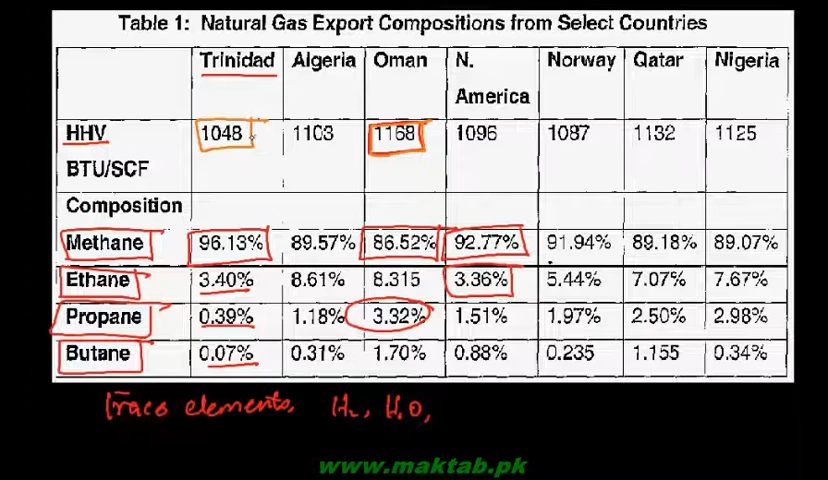 Table 1: Natural Gas Export Compositions from Select Countries
Trinidad Algeria Oman N. America Norway Qatar Nigeria
HHV BTU/SCF 1048 1103 1168 1096 1087 1132 1125
Composition
Methane 96.13% 89.57% 86.52% 92.77% 91.94% 89.18% 89.07%
Ethane 3.40% 8.61% 8.315 3.36% 5.44% 7.07% 7.67%
Propane 0.39% 1.18% 3.32% 1.51% 1.97% 2.50% 2.98%
Butane 0.07% 0.31% 1.70% 0.88% 0.235 1.155 0.34%
Trace elements, H2, H2O,
www.maktab.pk